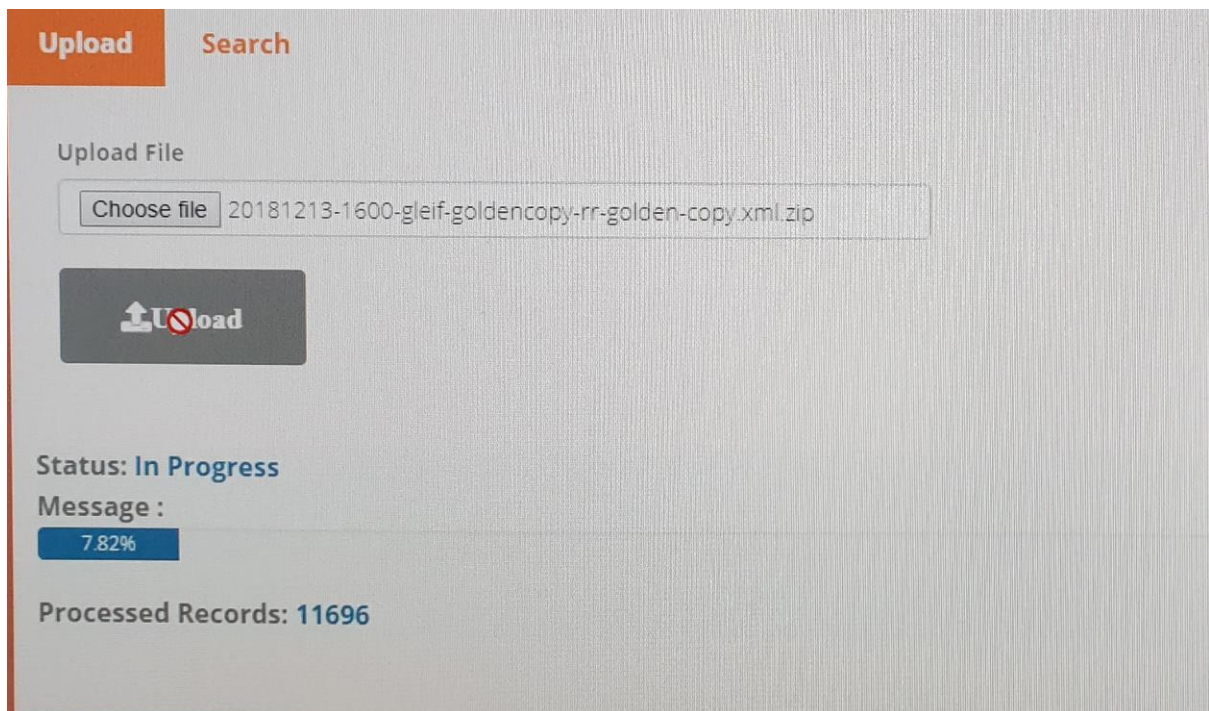 Upload Search
Upload File
Choose file 20181213-1600-gleif-goldencopy-rr-golden-copy.xml.zip
Upload
Status: In Progress
Message :
7.82%
Processed Records: 11696